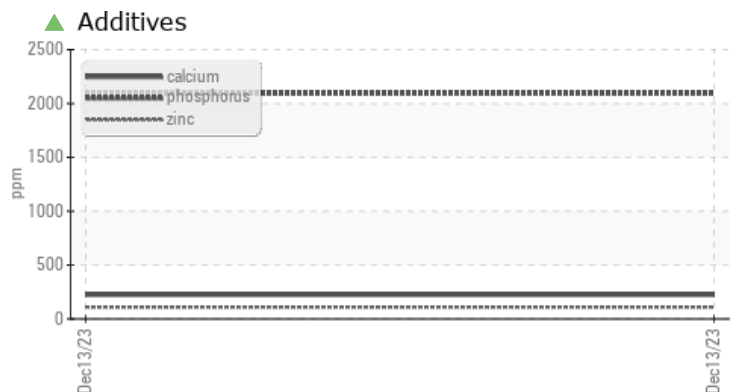 Additives
2500
2000
1500
1000
500
0
ppm
calcium
phosphorus
zinc
Dec13/23
Dec13/23